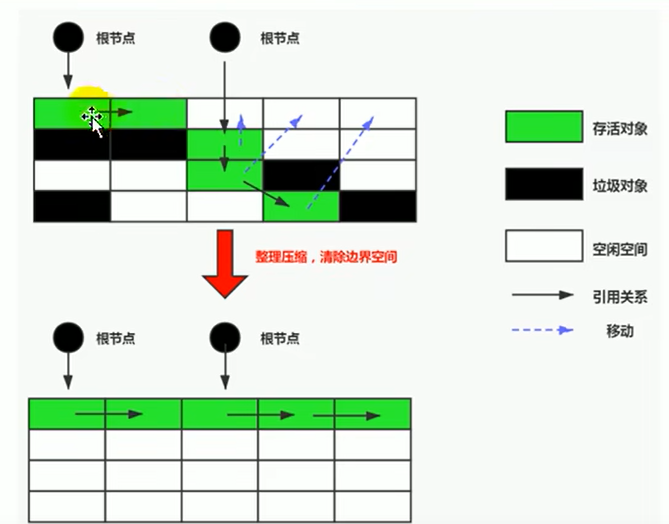 根节点
根节点
存活对象
垃圾对象
整理压缩，清除边界空间
空闲空间
引用关系
移动
根节点
根节点